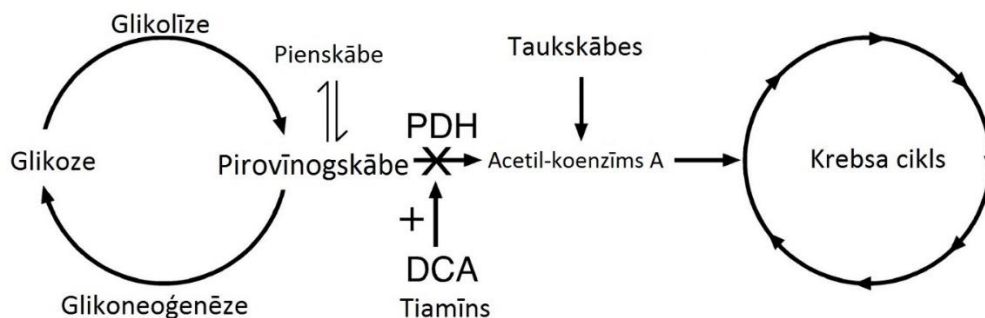 Glikolīze
Pienskābe
Taukskābes
PDH
Glikoze
Pirovīnogskābe
Acetil-koenzīms A
Krebsa cikls
+
DCA
Tiamīns
Glikoneoģenēze